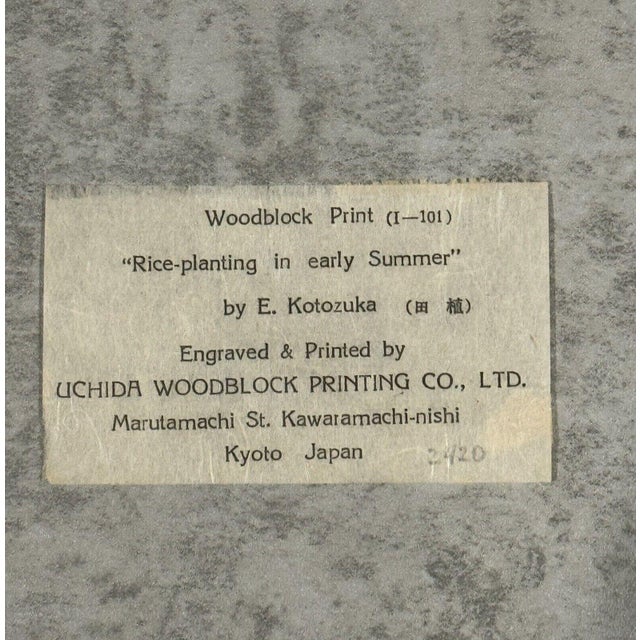 Woodblock Print (I—101)
"Rice-planting in early Summer"
by E. Kotozuka (田 植)
Engraved & Printed by
UCHIDA WOODBLOCK PRINTING CO., LTD.
Marutamachi St. Kawaramachi-nishi
Kyoto Japan 2420